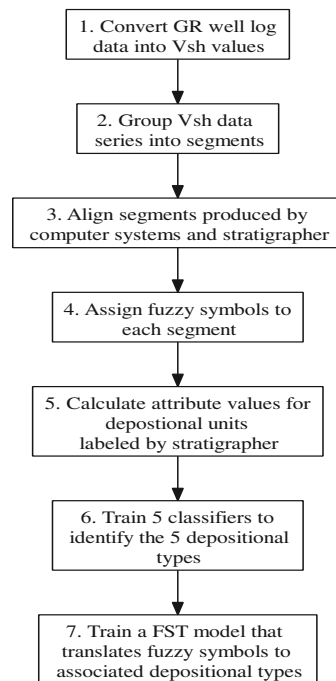 1. Convert GR well log
data into Vsh values
2. Group Vsh data
series into segments
3. Align segments produced by
computer systems and stratigrapher
4. Assign fuzzy symbols to
each segment
5. Calculate attribute values for
depostional units
labeled by stratigrapher
6. Train 5 classifiers to
identify the 5 depositional
types
7. Train a FST model that
translates fuzzy symbols to
associated depositional types